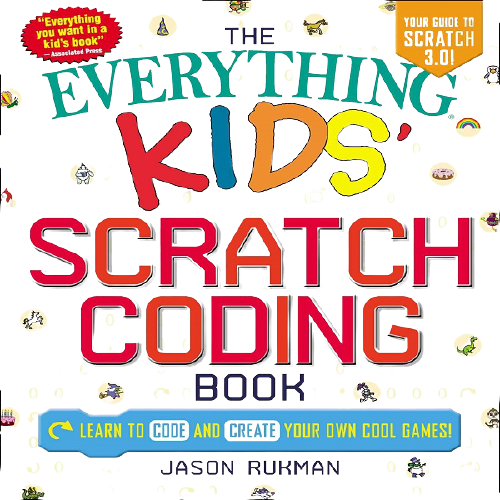 "Everything
you want in a
kid's book"
—Associated Press
YOUR GUIDE TO
SCRATCH
3.0!
THE
EVERYTHING®
KIDS'
SCRATCH
CODING
BOOK
LEARN TO CODE AND CREATE YOUR OWN COOL GAMES!
JASON RUKMAN